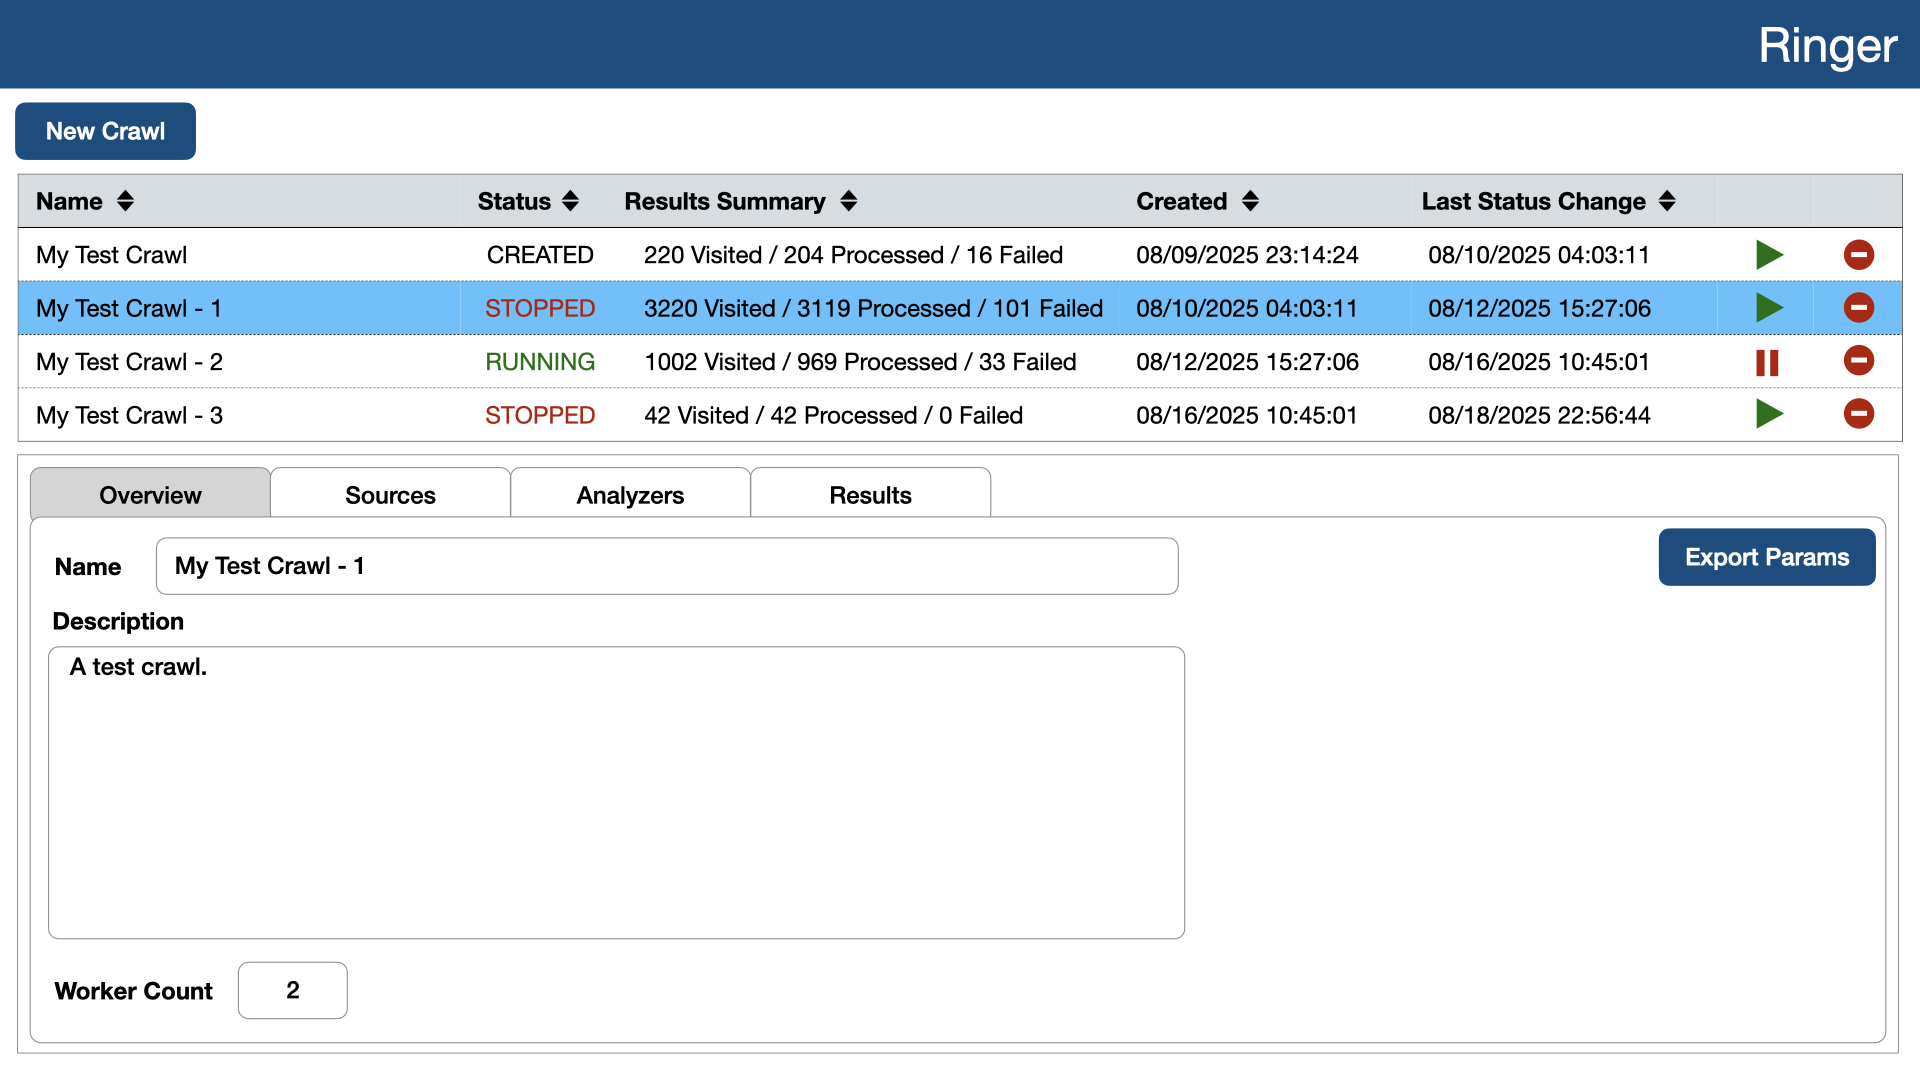 Ringer
New Crawl
Name Status Results Summary Created Last Status Change
My Test Crawl CREATED 220 Visited / 204 Processed / 16 Failed 08/09/2025 23:14:24 08/10/2025 04:03:11
My Test Crawl - 1 STOPPED 3220 Visited / 3119 Processed / 101 Failed 08/10/2025 04:03:11 08/12/2025 15:27:06
My Test Crawl - 2 RUNNING 1002 Visited / 969 Processed / 33 Failed 08/12/2025 15:27:06 08/16/2025 10:45:01
My Test Crawl - 3 STOPPED 42 Visited / 42 Processed / 0 Failed 08/16/2025 10:45:01 08/18/2025 22:56:44
Overview Sources Analyzers Results
Name My Test Crawl - 1 Export Params
Description
A test crawl.
Worker Count 2